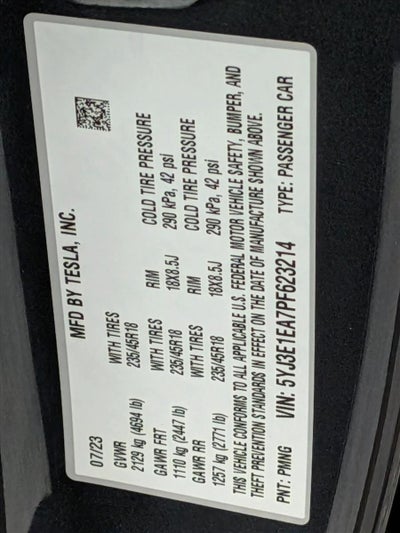 MFD BY TESLA, INC.
07/23
GVWR
2129 kg (4694 lb) WITH TIRES 235/45R18
GAWR FRT WITH TIRES RIM COLD TIRE PRESSURE
1110 kg (2447 lb) 235/45R18 18X8.5J 290 kPa, 42 psi
GAWR RR WITH TIRES RIM COLD TIRE PRESSURE
1257 kg (2771 lb) 235/45R18 18X8.5J 290 kPa, 42 psi
THIS VEHICLE CONFORMS TO ALL APPLICABLE U.S. FEDERAL MOTOR VEHICLE SAFETY, BUMPER, AND
THEFT PREVENTION STANDARDS IN EFFECT ON THE DATE OF MANUFACTURE SHOWN ABOVE.
PNT: PMNG VIN: 5YJ3E1EA7PF623214 TYPE: PASSENGER CAR